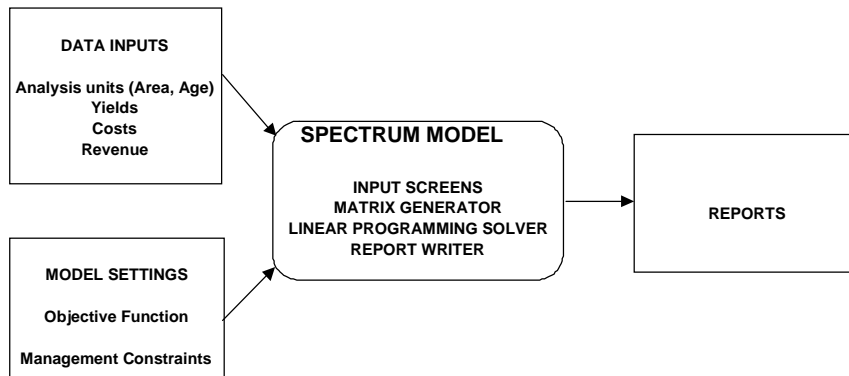 DATA INPUTS
Analysis units (Area, Age)
Yields
Costs
Revenue
MODEL SETTINGS
Objective Function
Management Constraints
SPECTRUM MODEL
INPUT SCREENS
MATRIX GENERATOR
LINEAR PROGRAMMING SOLVER
REPORT WRITER
REPORTS